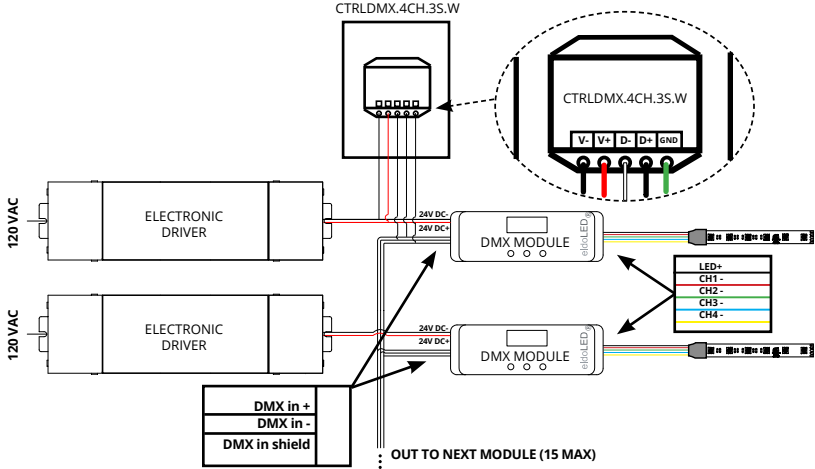 CTRLDMX.4CH.3S.W
CTRLDMX.4CH.3S.W
V-
V+
D-
D+
GND
120 VAC
ELECTRONIC
DRIVER
24V DC-
24V DC+
DMX MODULE
eldoLED®
LED+
CH1 -
CH2 -
CH3 -
CH4 -
120 VAC
ELECTRONIC
DRIVER
24V DC-
24V DC+
DMX MODULE
eldoLED®
DMX in +
DMX in -
DMX in shield
OUT TO NEXT MODULE (15 MAX)